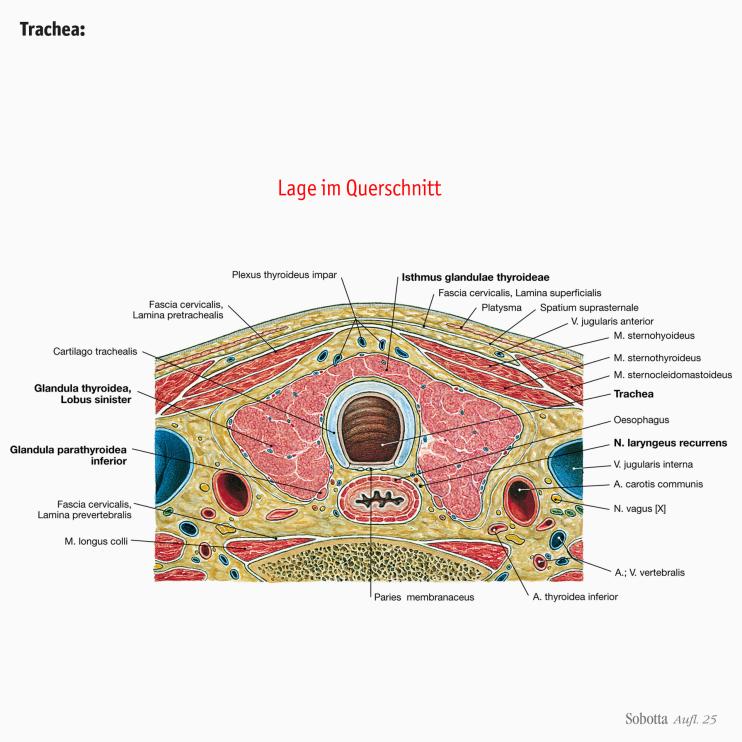 Trachea:
Lage im Querschnitt
Plexus thyroideus impar
Isthmus glandulae thyroideae
Fascia cervicalis, Lamina superficialis
Fascia cervicalis,
Lamina pretrachealis
Platysma
Spatium suprasternale
V. jugularis anterior
M. sternohyoideus
Cartilago trachealis
M. sternothyroideus
M. sternocleidomastoideus
Glandula thyroidea,
Lobus sinister
Trachea
Oesophagus
Glandula parathyroidea
inferior
N. laryngeus recurrens
V. jugularis interna
A. carotis communis
Fascia cervicalis,
Lamina prevertebralis
N. vagus [X]
M. longus colli
A.; V. vertebralis
Paries membranaceus
A. thyroidea inferior
Sobotta Aufl. 25